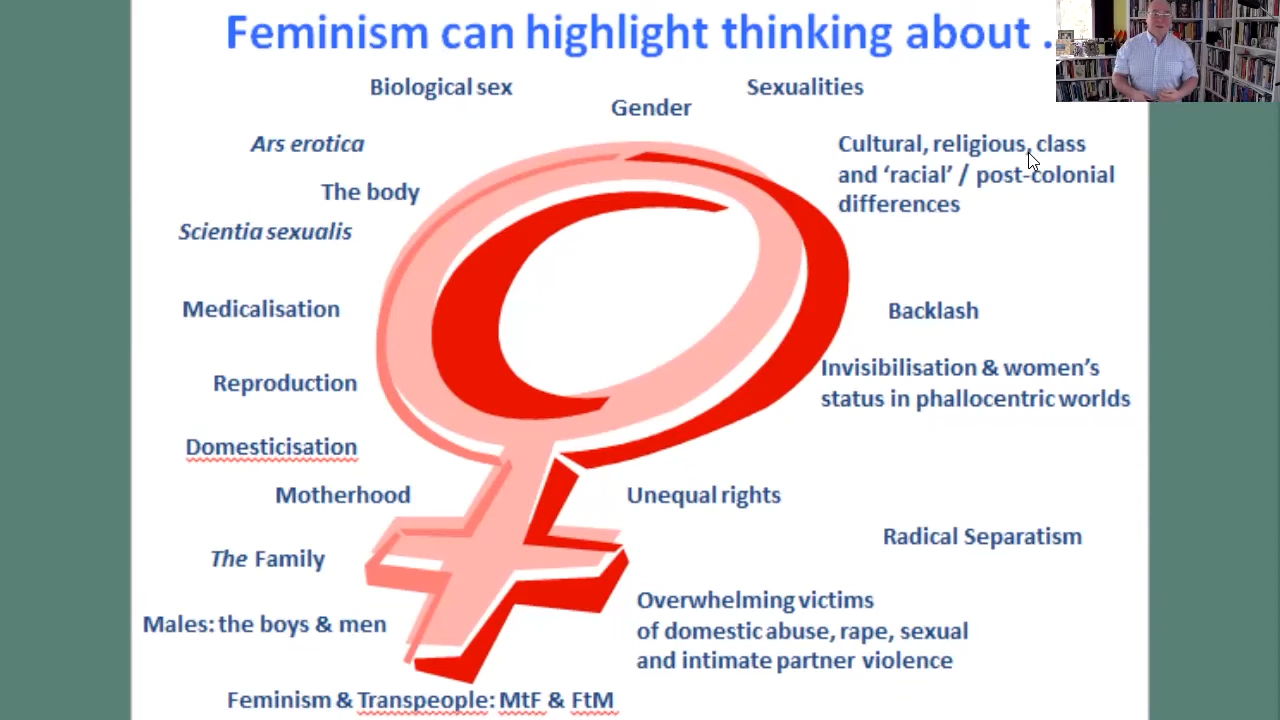 Feminism can highlight thinking about ..
Biological sex
Sexualities
Gender
Ars erotica
Cultural, religious, class
and ‘racial’ / post-colonial
differences
The body
Scientia sexualis
Medicalisation
Backlash
Invisibilisation & women’s
status in phallocentric worlds
Reproduction
Domesticisation
Motherhood
Unequal rights
Radical Separatism
The Family
Overwhelming victims
of domestic abuse, rape, sexual
and intimate partner violence
Males: the boys & men
Feminism & Transpeople: MtF & FtM